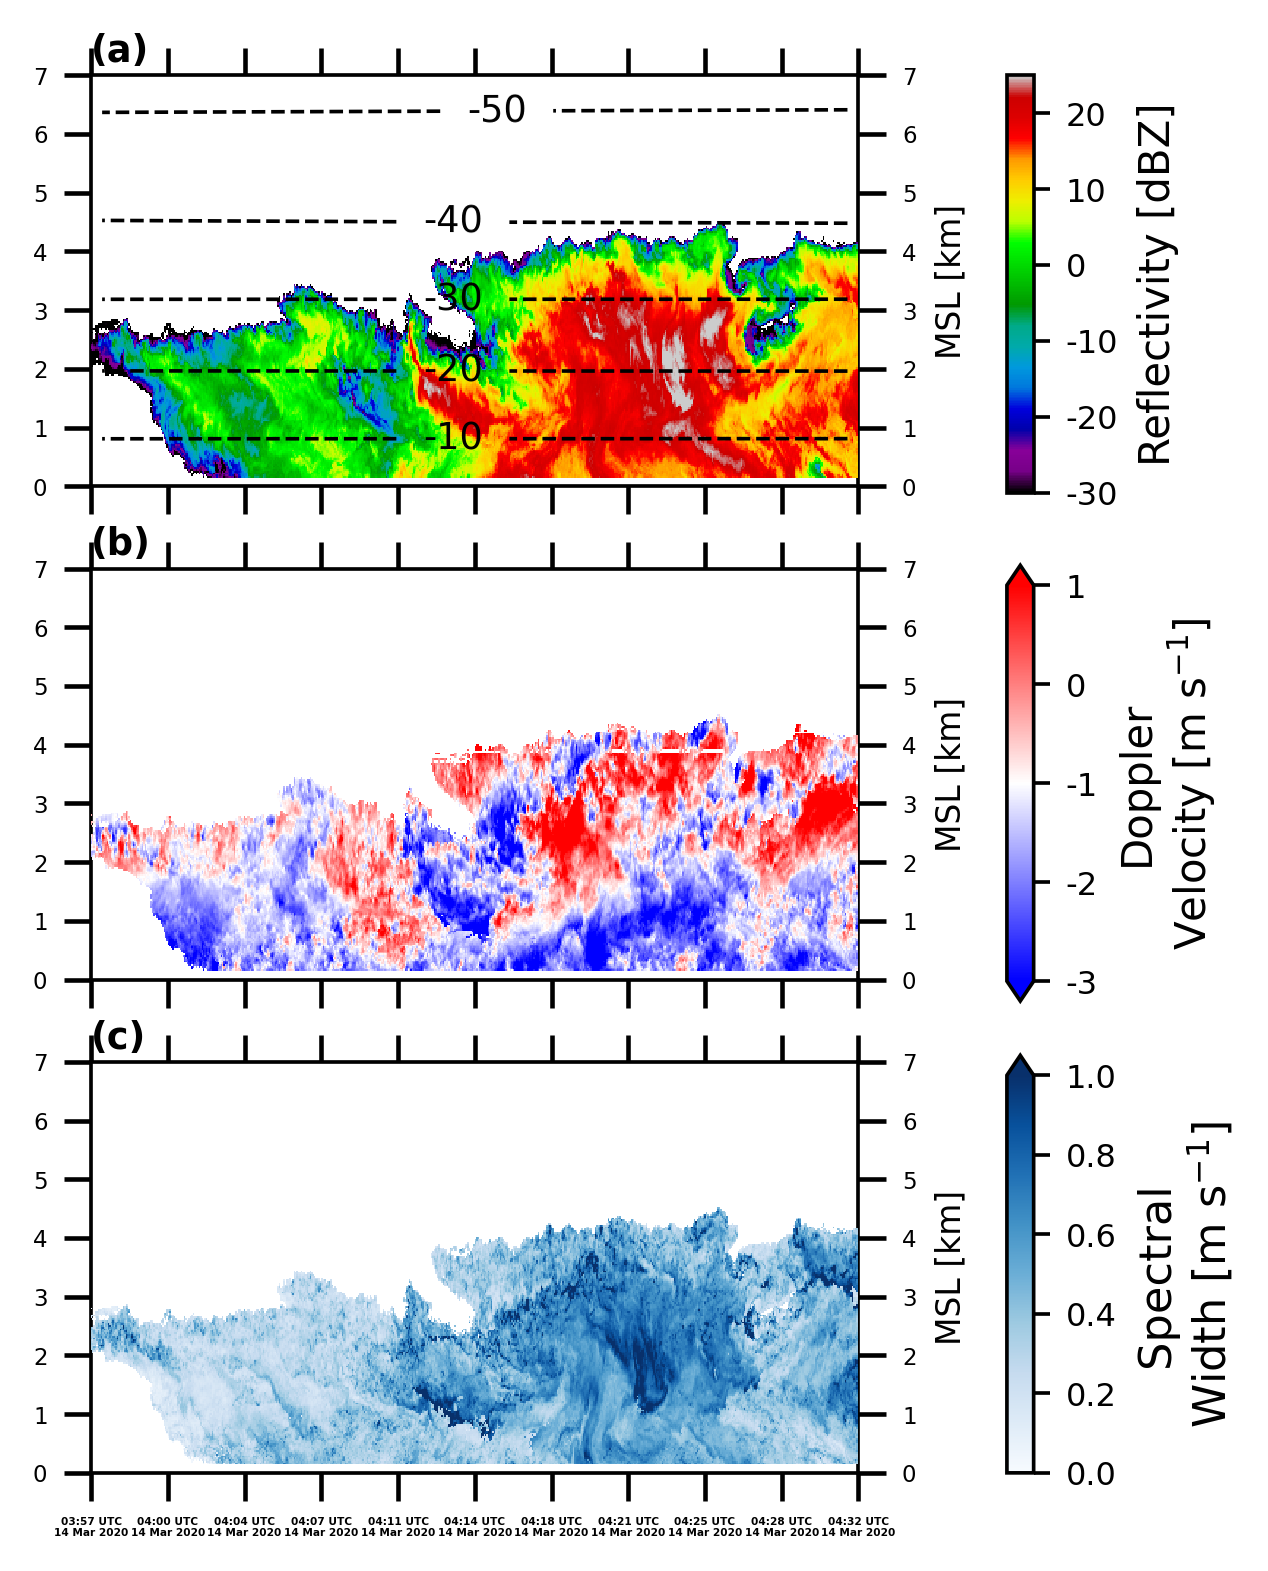 (a)
7
6
5
4
3
2
1
0
-50
-40
-30
-20
-10
7
6
5
4
3
2
1
0
MSL [km]
20
10
0
-10
-20
-30
Reflectivity [dBZ]
(b)
7
6
5
4
3
2
1
0
7
6
5
4
3
2
1
0
MSL [km]
1
0
-1
-2
-3
Doppler
Velocity [m s⁻¹]
(c)
7
6
5
4
3
2
1
0
7
6
5
4
3
2
1
0
MSL [km]
1.0
0.8
0.6
0.4
0.2
0.0
Spectral
Width [m s⁻¹]
03:57 UTC
14 Mar 2020
04:00 UTC
14 Mar 2020
04:04 UTC
14 Mar 2020
04:07 UTC
14 Mar 2020
04:11 UTC
14 Mar 2020
04:14 UTC
14 Mar 2020
04:18 UTC
14 Mar 2020
04:21 UTC
14 Mar 2020
04:25 UTC
14 Mar 2020
04:28 UTC
14 Mar 2020
04:32 UTC
14 Mar 2020